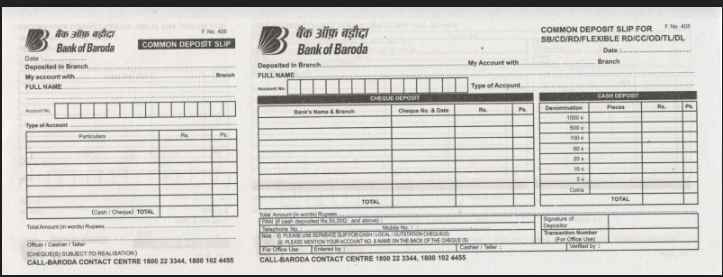 बैंक ऑफ़ बड़ौदा
Bank of Baroda
F. No. 405
COMMON DEPOSIT SLIP
Date :
Deposited in Branch
My account with Branch
FULL NAME
Account No.
Type of Account
Particulars Rs. Ps.
(Cash / Cheque) TOTAL
Total Amount (in words) Rupees
Officer / Cashier / Teller
(CHEQUE(S) SUBJECT TO REALISATION)
CALL-BARODA CONTACT CENTRE 1800 22 3344, 1800 102 4455
बैंक ऑफ़ बड़ौदा
Bank of Baroda
F. No. 405
COMMON DEPOSIT SLIP FOR
SB/CD/RD/FLEXIBLE RD/CC/OD/TL/DL
Date :
Deposited in Branch My Account with Branch
FULL NAME
Account No. Type of Account
CHEQUE DEPOSIT
Bank's Name & Branch Cheque No. & Date Rs. Ps.
TOTAL
CASH DEPOSIT
Denomination Pieces Rs. Ps.
1000 x
500 x
100 x
50 x
20 x
10 x
5 x
Coins
TOTAL
Total Amount (in words) Rupees
PAN (if cash deposited Rs.50,000/- and above) :
Telephone No. : Mobile No. :
Note : i) PLEASE USE SEPARATE SLIP FOR CASH / LOCAL / OUTSTATION CHEQUE(S)
ii) PLEASE MENTION YOUR ACCOUNT NO. & NAME ON THE BACK OF THE CHEQUE(S)
Signature of
Depositor
Transaction Number
(For Office Use)
For Office Use Entered by : Cashier / Teller : Verified by :
CALL-BARODA CONTACT CENTRE 1800 22 3344, 1800 102 4455